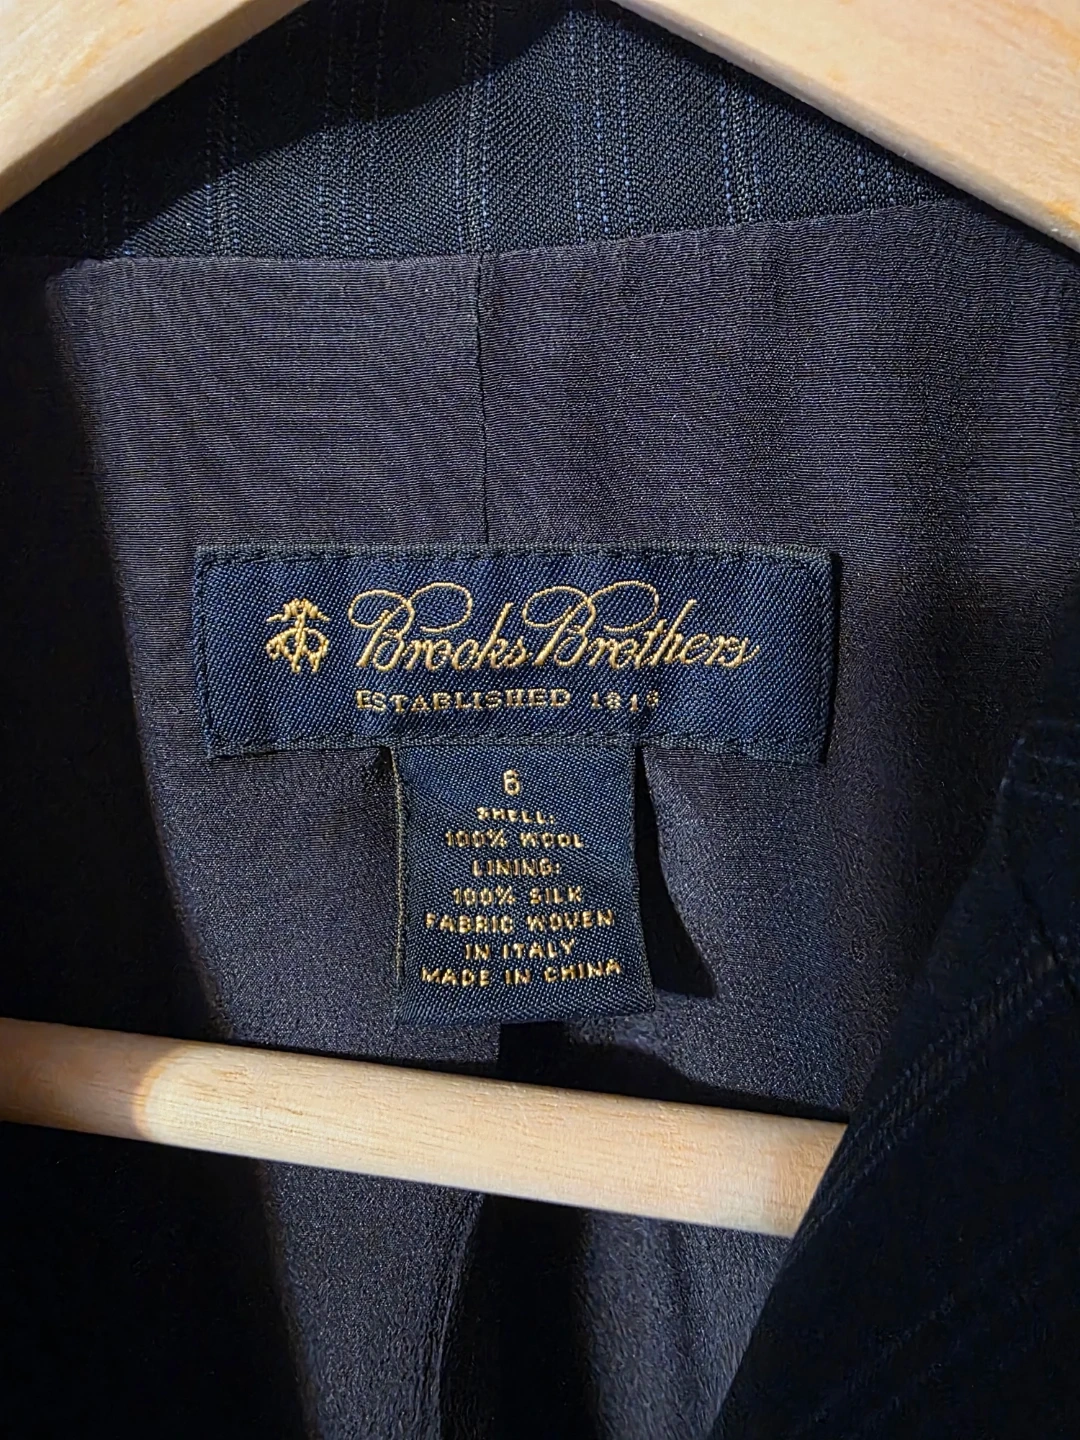 Brooks Brothers
ESTABLISHED 1818
6
SHELL:
100% WOOL
LINING:
100% SILK
FABRIC WOVEN
IN ITALY
MADE IN CHINA